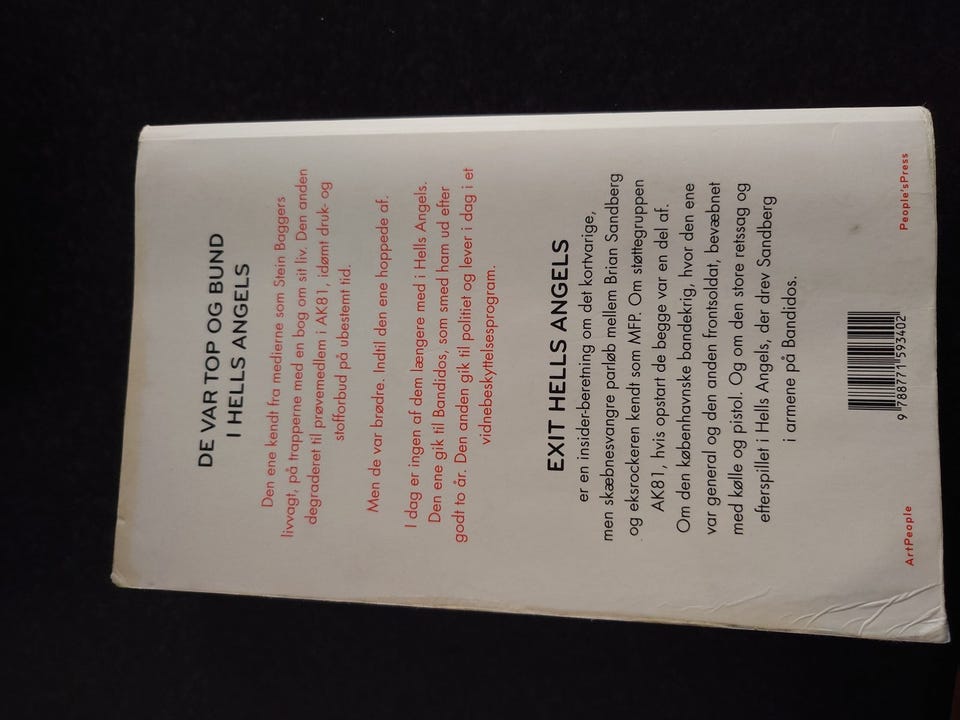 DE VAR TOP OG BUND
I HELLS ANGELS
Den ene kendt fra medierne som Stein Baggers
livvagt, på trapperne med en bog om sit liv. Den anden
degraderet til prøvemedlem i AK81, idømt druk- og
stofforbud på ubestemt tid.
Men de var brødre. Indtil den ene hoppede af.
I dag er ingen af dem længere med i Hells Angels.
Den ene gik til Bandidos, som smed ham ud efter
godt to år. Den anden gik til politiet og lever i dag i et
vidnebeskyttelsesprogram.
EXIT HELLS ANGELS
er en insider-beretning om det kortvarige,
men skæbnesvangre parløb mellem Brian Sandberg
og eksrockeren kendt som MFP. Om støttegruppen
AK81, hvis opstart de begge var en del af.
Om den københavnske bandekrig, hvor den ene
var general og den anden frontsoldat, bevæbnet
med kølle og pistol. Og om den store retssag og
efterspillet i Hells Angels, der drev Sandberg
i armene på Bandidos.
9 788771 593402
ArtPeople
People'sPress